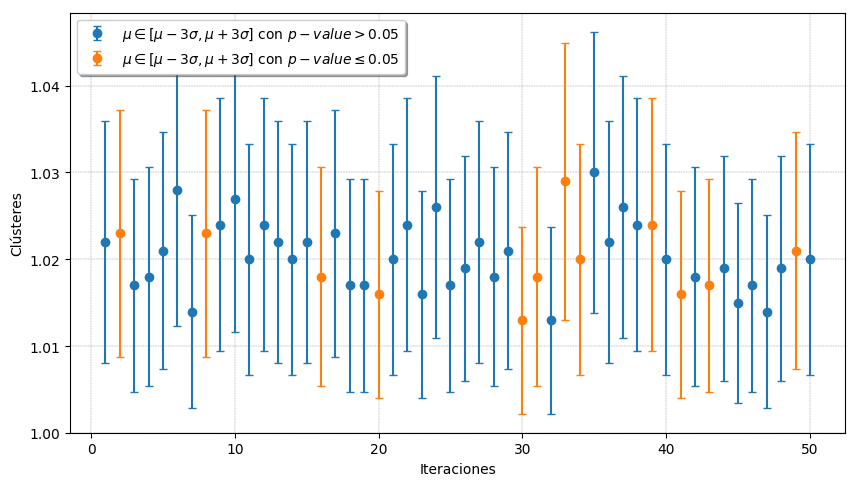 μ ∈ [μ − 3σ, μ + 3σ] con p − value > 0.05
μ ∈ [μ − 3σ, μ + 3σ] con p − value ≤ 0.05
1.04
1.03
1.02
1.01
1.00
Clústeres
0 10 20 30 40 50
Iteraciones